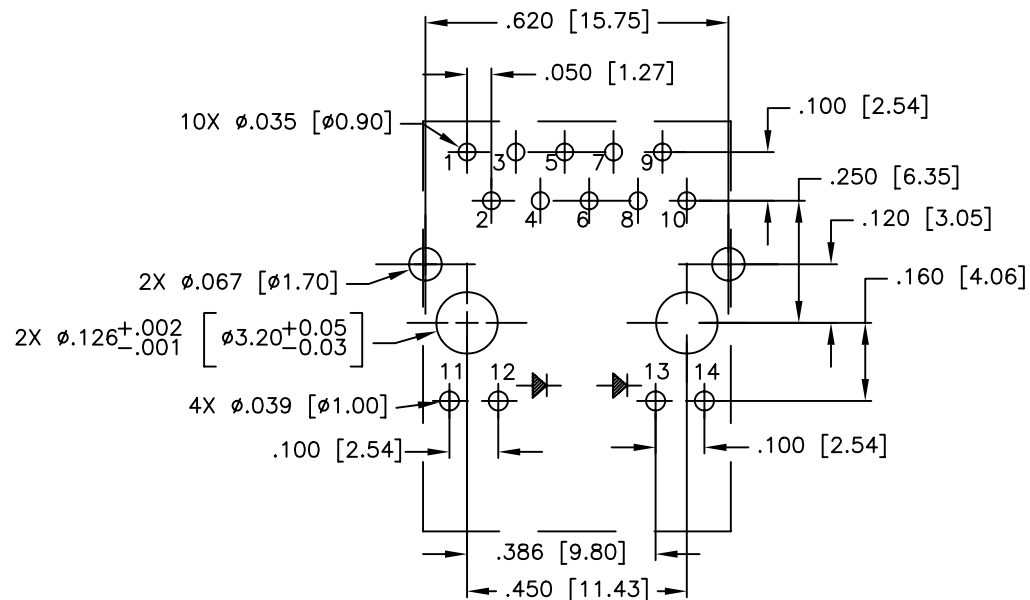 .620 [15.75]
.050 [1.27]
10X ø.035 [ø0.90]
.100 [2.54]
1 3 5 7 9
.250 [6.35]
2 4 6 8 10
.120 [3.05]
2X ø.067 [ø1.70]
.160 [4.06]
2X ø.126 +.002 -.001 [ø3.20 +0.05 -0.03]
11 12 13 14
4X ø.039 [ø1.00]
.100 [2.54]
.100 [2.54]
.386 [9.80]
.450 [11.43]